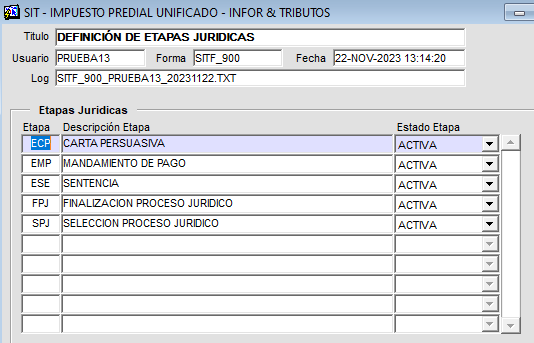 SIT - IMPUESTO PREDIAL UNIFICADO - INFOR & TRIBUTOS
Titulo DEFINICIÓN DE ETAPAS JURIDICAS
Usuario PRUEBA13 Forma SITF_900 Fecha 22-NOV-2023 13:14:20
Log SITF_900_PRUEBA13_20231122.TXT
Etapas Juridicas
Etapa Descripción Etapa Estado Etapa
ECP CARTA PERSUASIVA ACTIVA
EMP MANDAMIENTO DE PAGO ACTIVA
ESE SENTENCIA ACTIVA
FPJ FINALIZACION PROCESO JURIDICO ACTIVA
SPJ SELECCION PROCESO JURIDICO ACTIVA